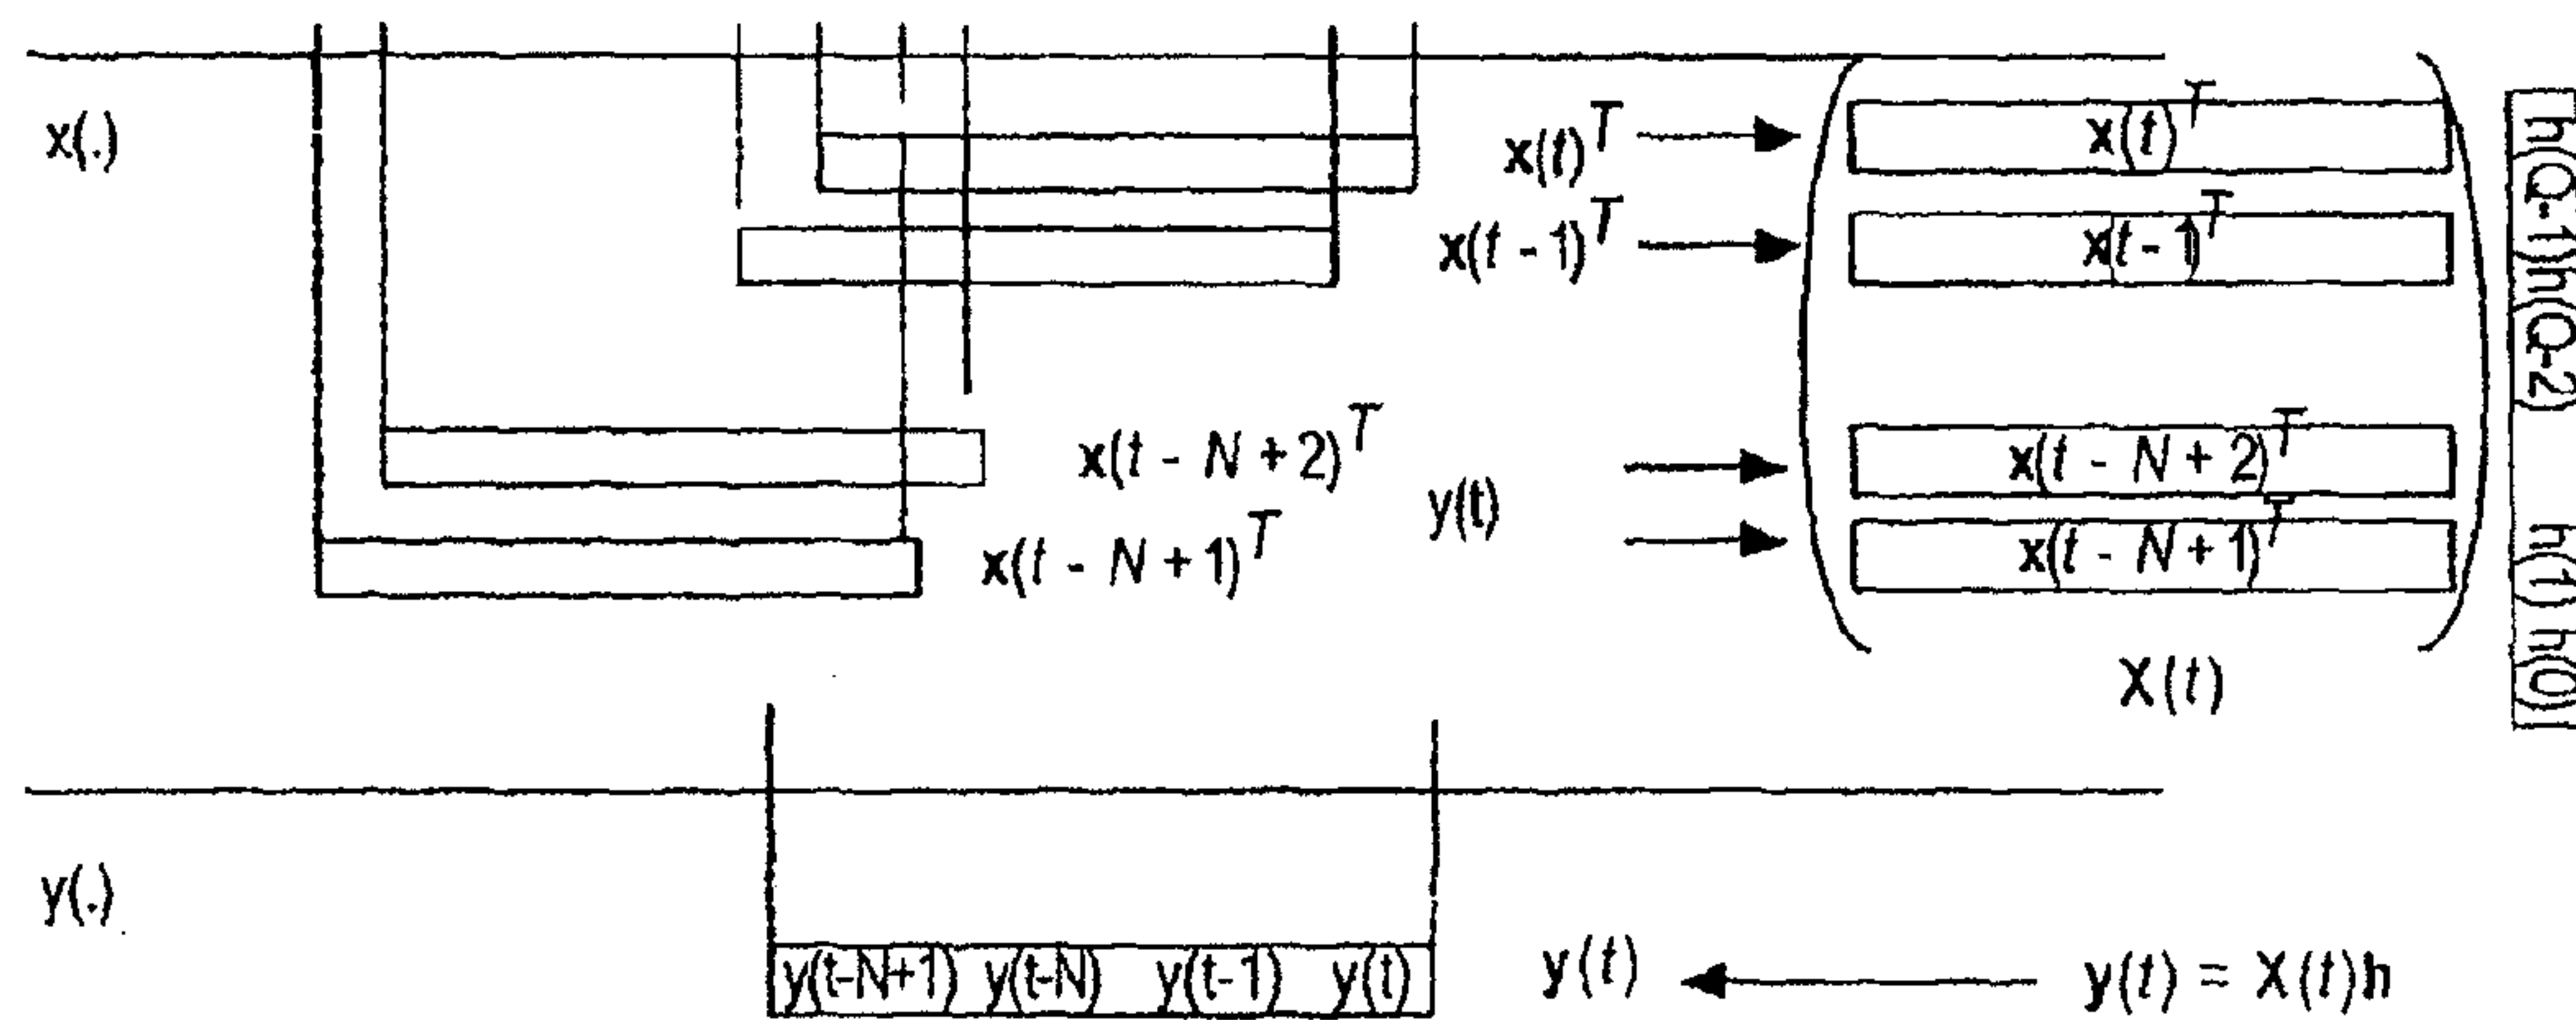 x(.)
x(t)^T
x(t)^T
x(t - 1)^T
x(t - 1)^T
x(t - N + 2)^T
x(t - N + 2)^T
y(t)
x(t - N + 1)^T
x(t - N + 1)^T
X(t)
h(Q-1)h(Q-2) h(1) h(0)
y(.)
y(t-N+1) y(t-N) y(t-1) y(t)
y(t)
y(t) = X(t)h